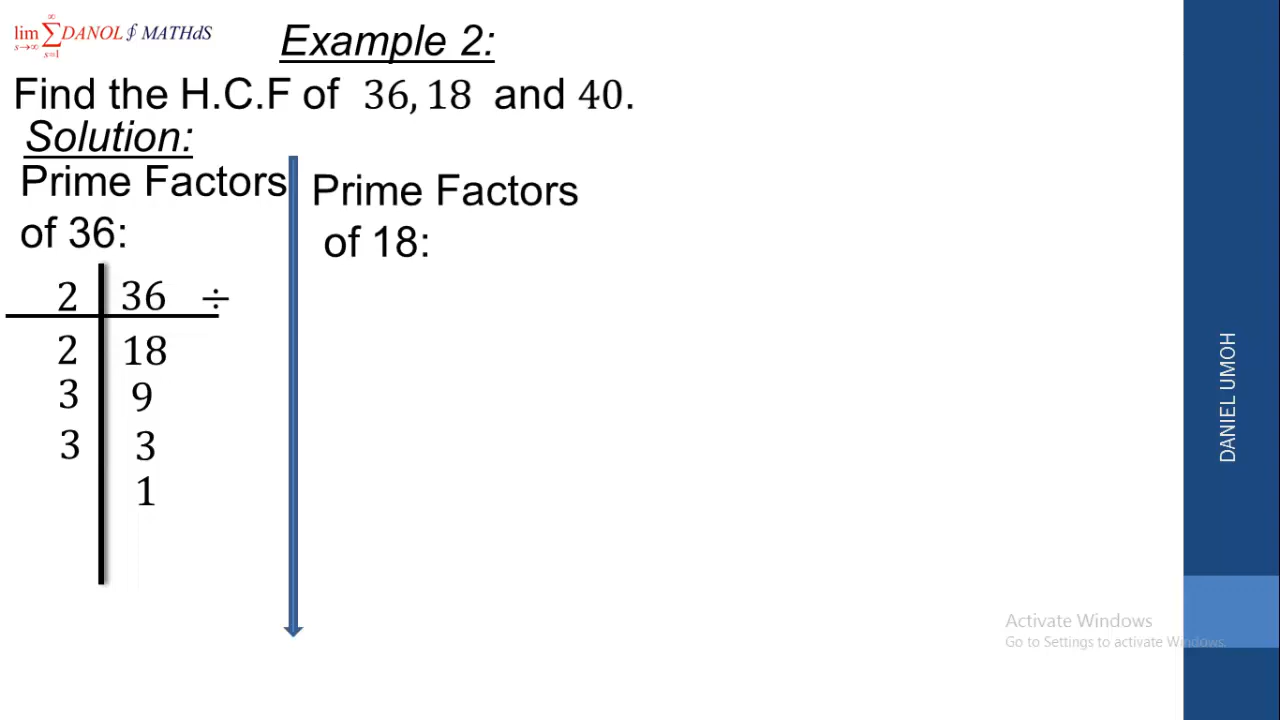 lim s→∞ ∞ ∑ s=1 DANOL ∮ MATHdS
Example 2:
Find the H.C.F of 36, 18 and 40.
Solution:
Prime Factors
of 36:
2 36 ÷
2 18
3 9
3 3
1
Prime Factors
of 18:
DANIEL UMOH
Activate Windows
Go to Settings to activate Windows.